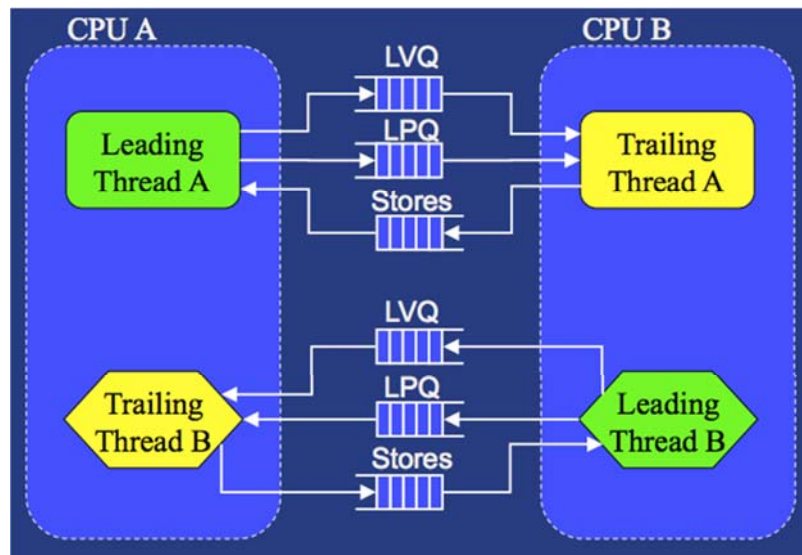 CPU A
CPU B
LVQ
Leading
Thread A
LPQ
Trailing
Thread A
Stores
LVQ
Trailing
Thread B
LPQ
Leading
Thread B
Stores